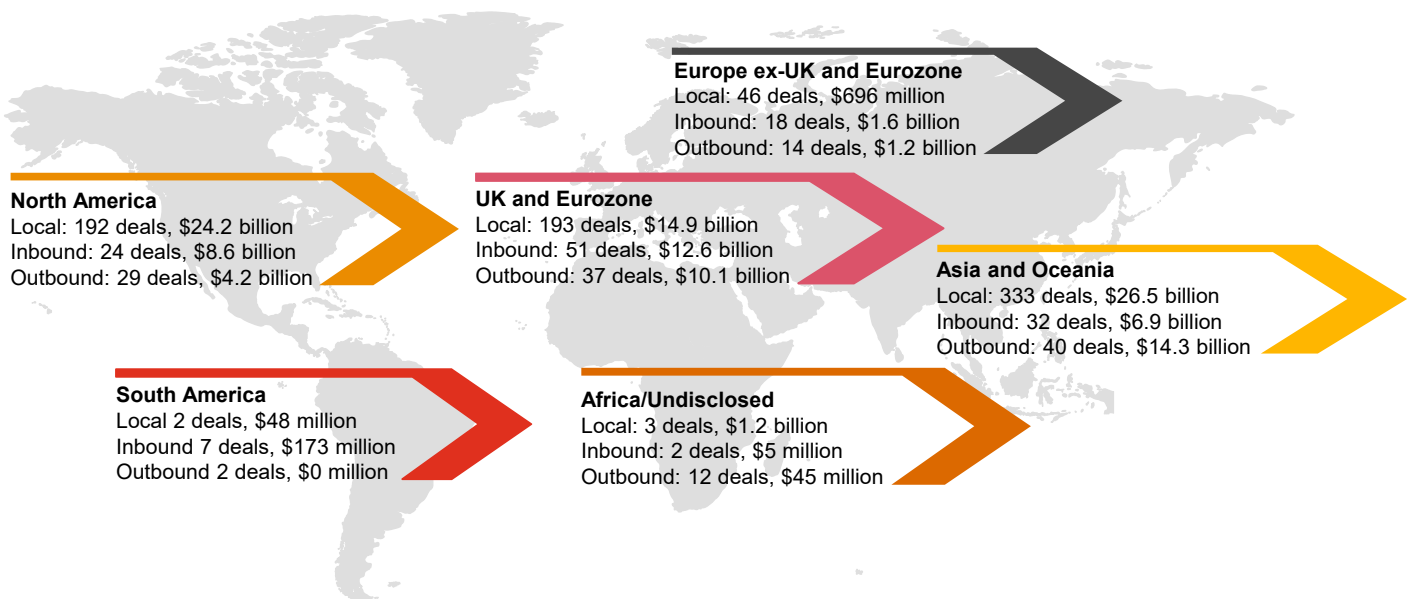 Europe ex-UK and Eurozone
Local: 46 deals, $696 million
Inbound: 18 deals, $1.6 billion
Outbound: 14 deals, $1.2 billion
North America
Local: 192 deals, $24.2 billion
Inbound: 24 deals, $8.6 billion
Outbound: 29 deals, $4.2 billion
UK and Eurozone
Local: 193 deals, $14.9 billion
Inbound: 51 deals, $12.6 billion
Outbound: 37 deals, $10.1 billion
Asia and Oceania
Local: 333 deals, $26.5 billion
Inbound: 32 deals, $6.9 billion
Outbound: 40 deals, $14.3 billion
South America
Local 2 deals, $48 million
Inbound 7 deals, $173 million
Outbound 2 deals, $0 million
Africa/Undisclosed
Local: 3 deals, $1.2 billion
Inbound: 2 deals, $5 million
Outbound: 12 deals, $45 million